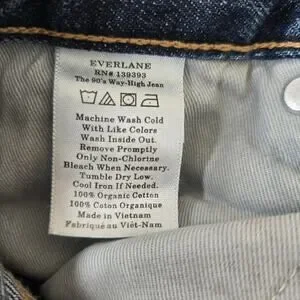 EVERLANE
RN# 139393
The 90's Way-High Jean
Machine Wash Cold
With Like Colors
Wash Inside Out.
Remove Promptly
Only Non-Chlorine
Bleach When Necessary.
Tumble Dry Low.
Cool Iron If Needed.
100% Organic Cotton
100% Coton Organique
Made in Vietnam
Fabriqué au Viêt-Nam